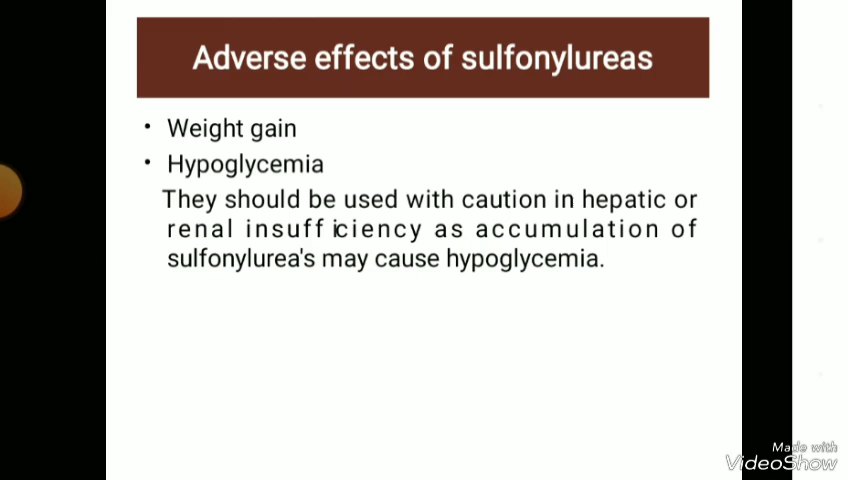 Adverse effects of sulfonylureas
• Weight gain
• Hypoglycemia
They should be used with caution in hepatic or
renal insufficiency as accumulation of
sulfonylurea's may cause hypoglycemia.
Made with
VideoShow